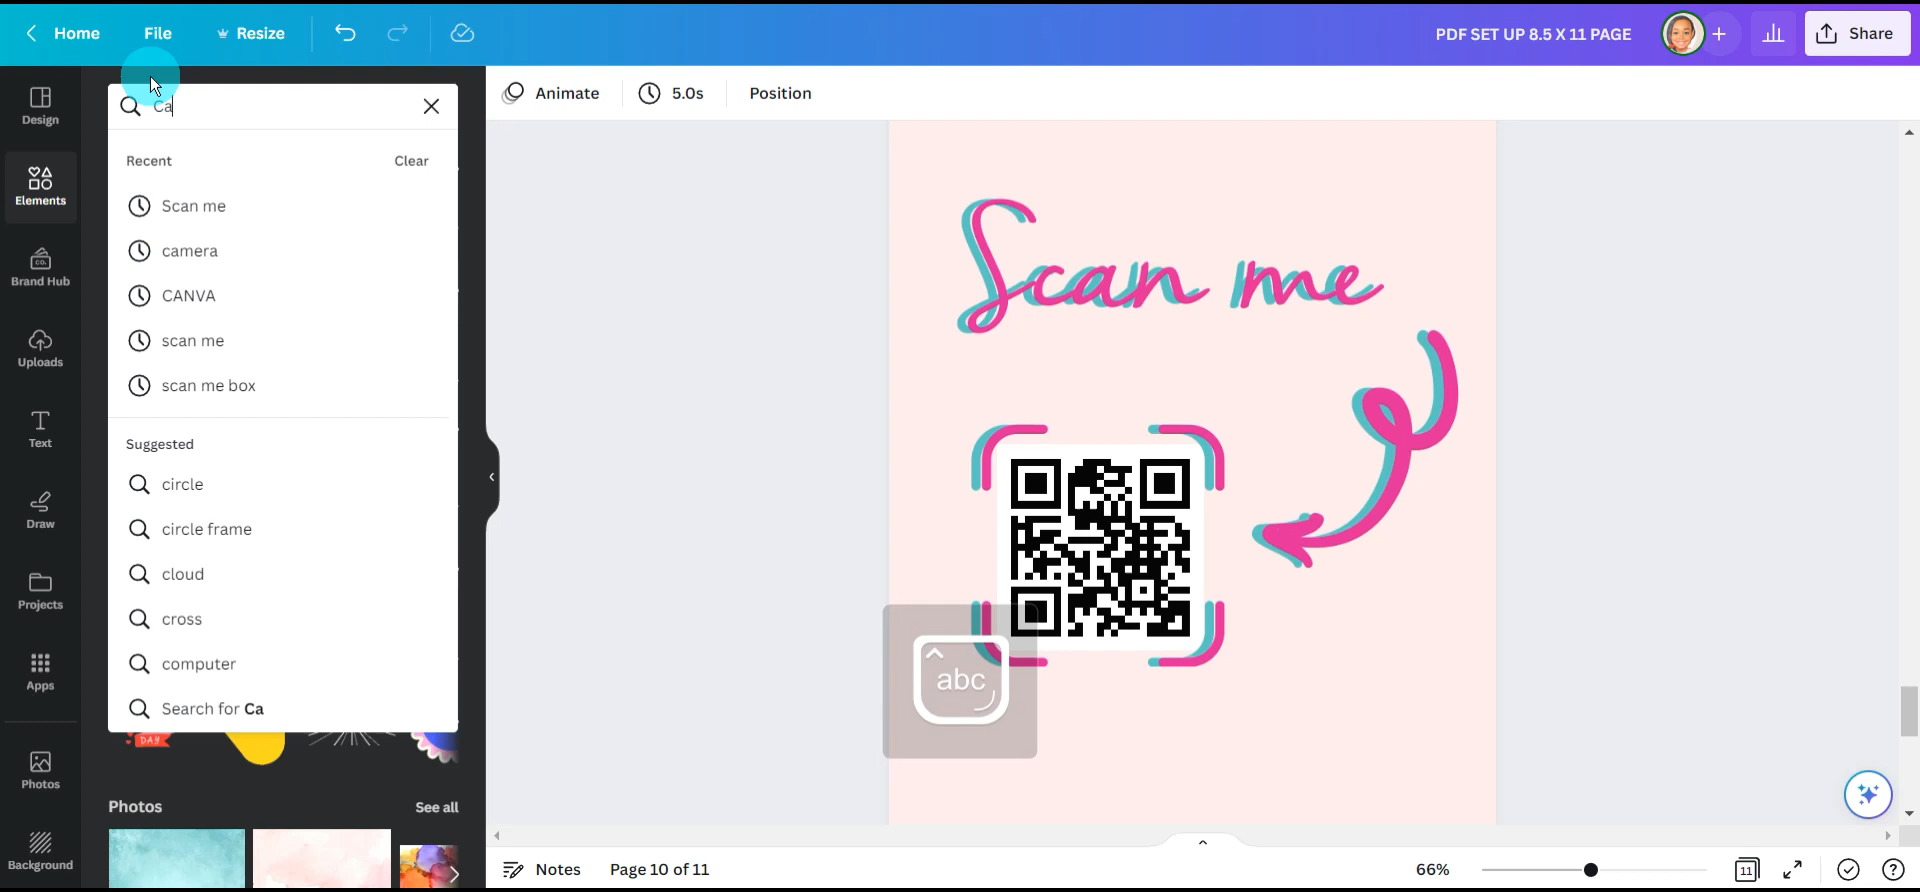 Home File Resize PDF SET UP 8.5 X 11 PAGE Share
Design
Elements
Brand Hub
Uploads
Text
Draw
Projects
Apps
Photos
Background
Ca
Recent Clear
Scan me
camera
CANVA
scan me
scan me box
Suggested
circle
circle frame
cloud
cross
computer
Search for Ca
DAY
Photos See all
Animate 5.0s Position
Scan me
abc
Notes Page 10 of 11 66% 11